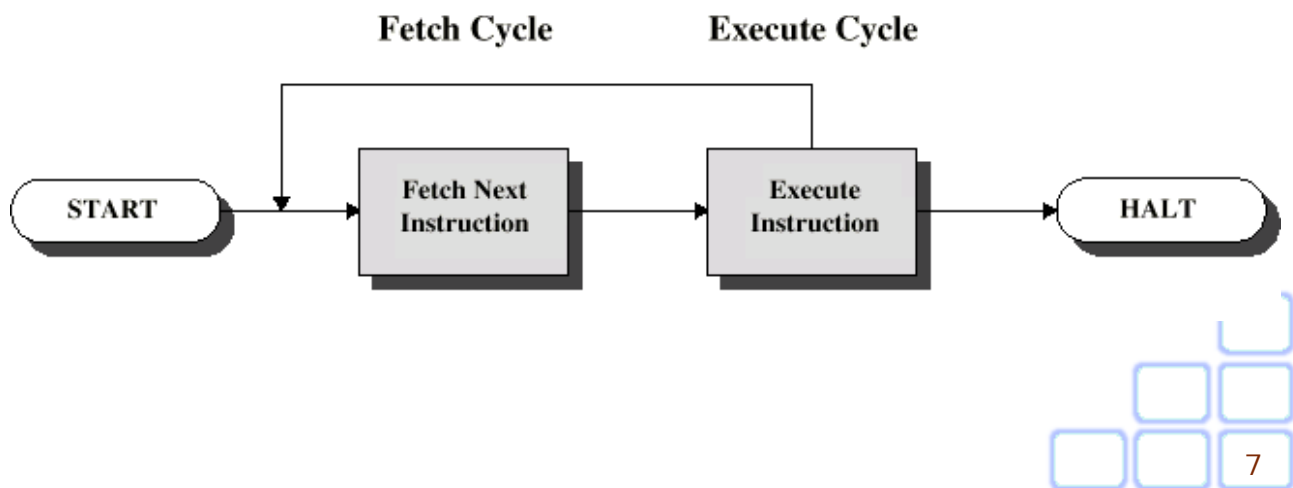 Fetch Cycle
Execute Cycle
START
Fetch Next
Instruction
Execute
Instruction
HALT
7